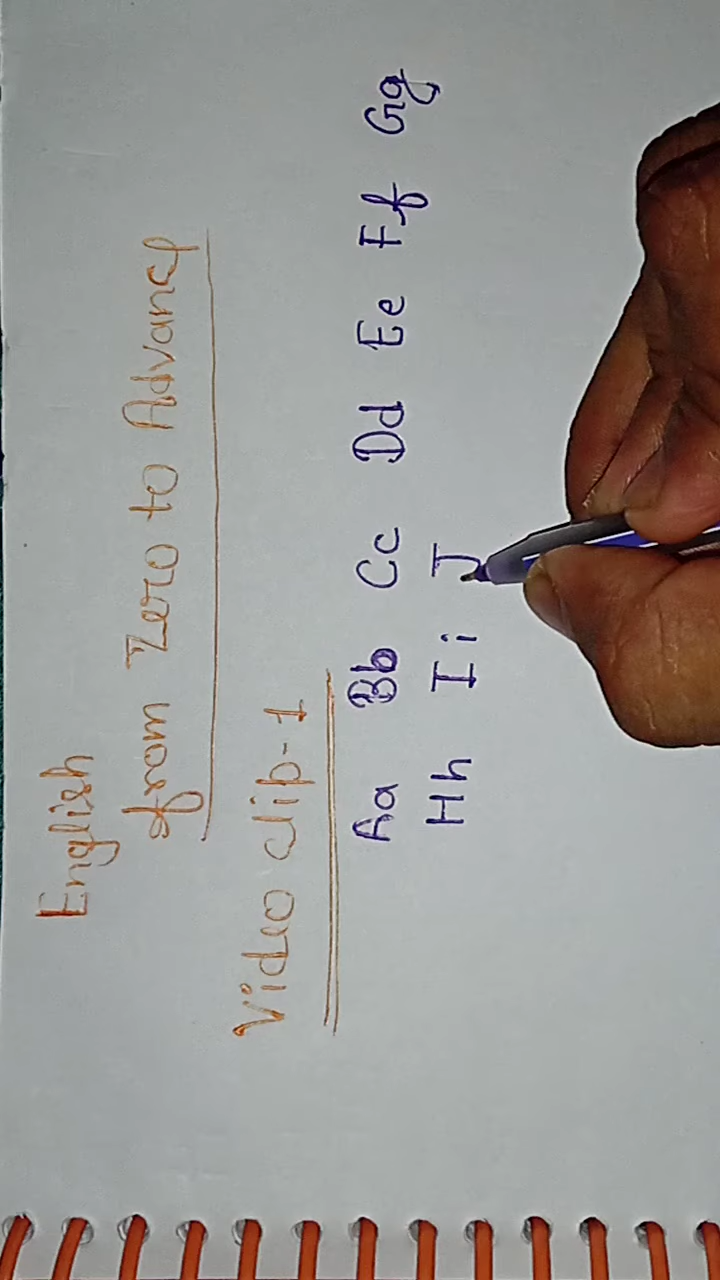 English
from Zero to Advance
Video clip-1
Aa Bb Cc Dd Ee Ff Gg
Hh Ii J